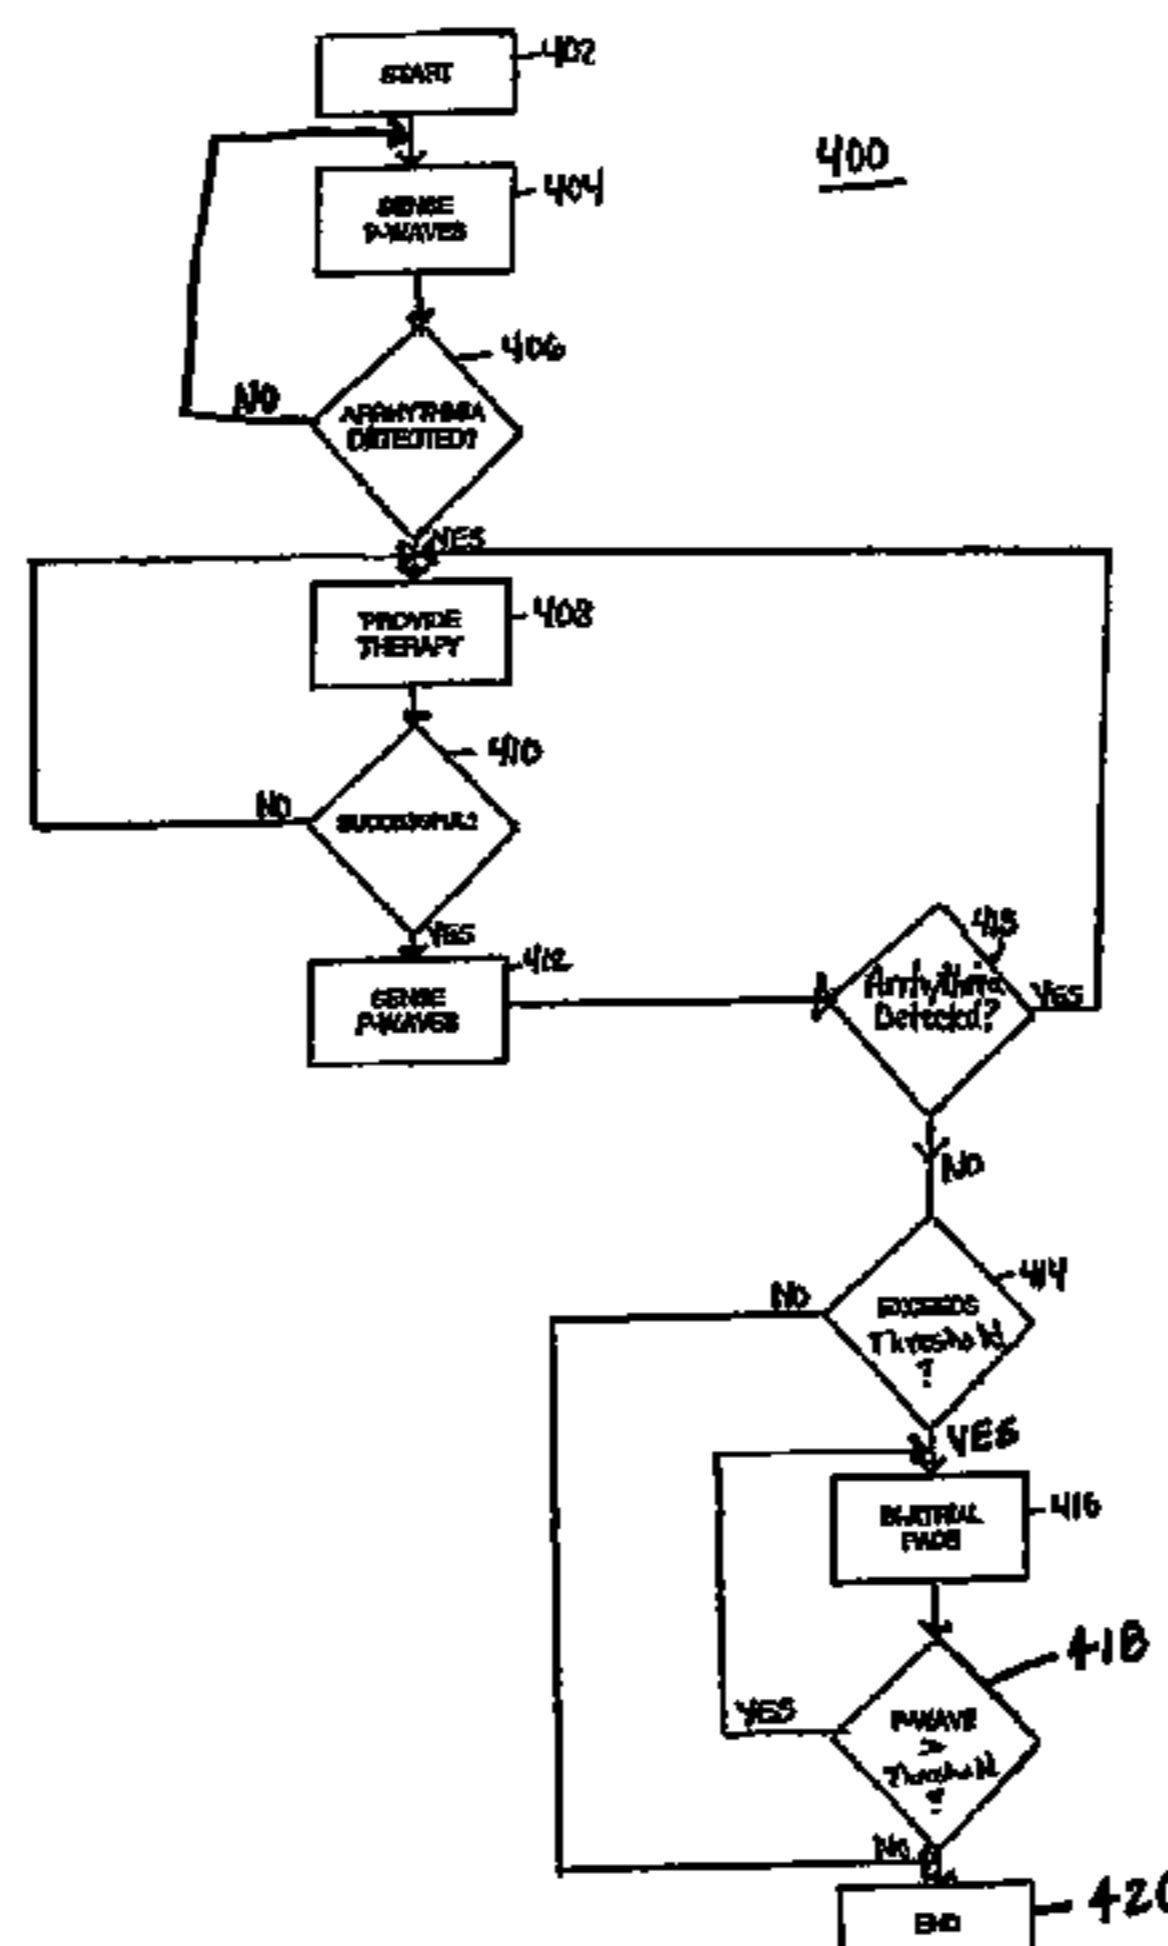 START
402
400
SENSE
P-WAVES
404
406
NO
ARRHYTHMIA
DETECTED?
YES
PROVIDE
THERAPY
408
410
NO
SUCCESSFUL?
YES
412
SENSE
P-WAVES
Arrhythmia
Detected?
YES
NO
414
NO
EXCEEDS
Threshold
?
YES
BI-ATRIAL
PACE
416
418
YES
P-WAVE
>
Threshold
?
No
END